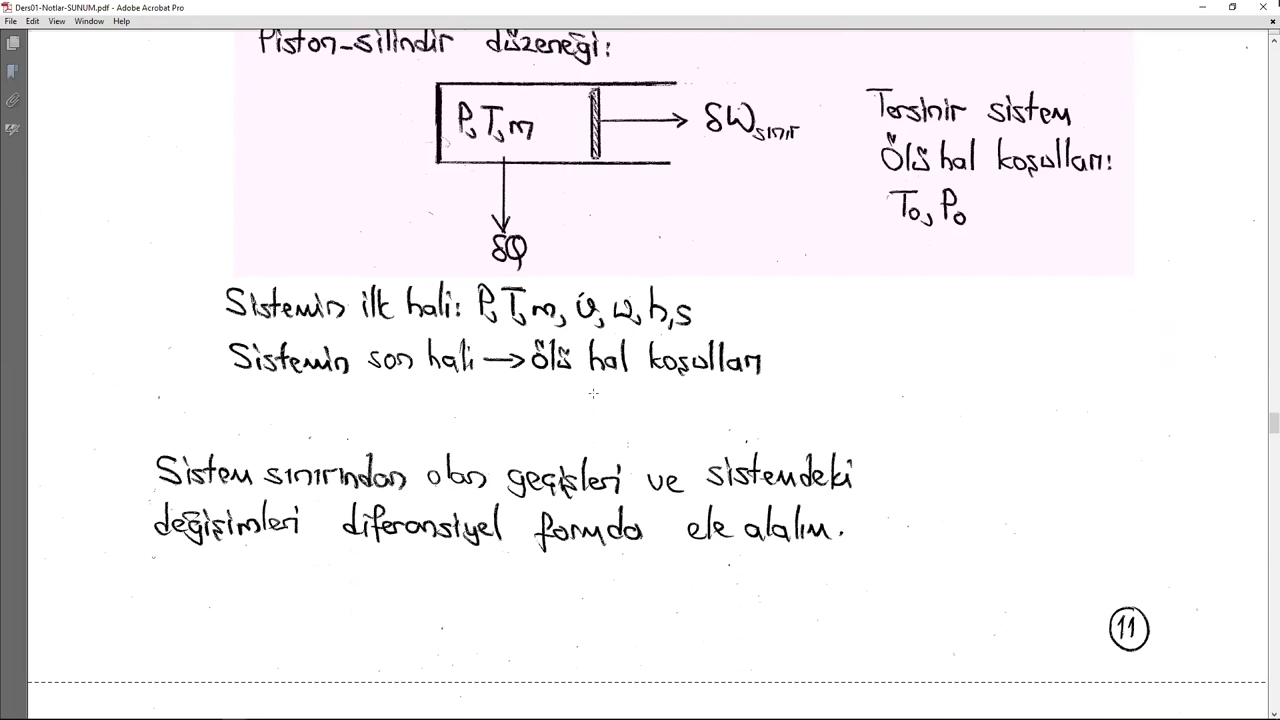 Ders01-Notlar-SUNUM.pdf - Adobe Acrobat Pro
File Edit View Window Help
Piston-silindir düzeneği:
P, T, m
δW sınır
δQ
Tersinir sistem
Ölü hal koşulları:
T₀, P₀
Sistemin ilk hali: P, T, m, v, u, h, s
Sistemin son hali → ölü hal koşulları
Sistem sınırından olan geçişleri ve sistemdeki
değişimleri diferansiyel formda ele alalım.
11